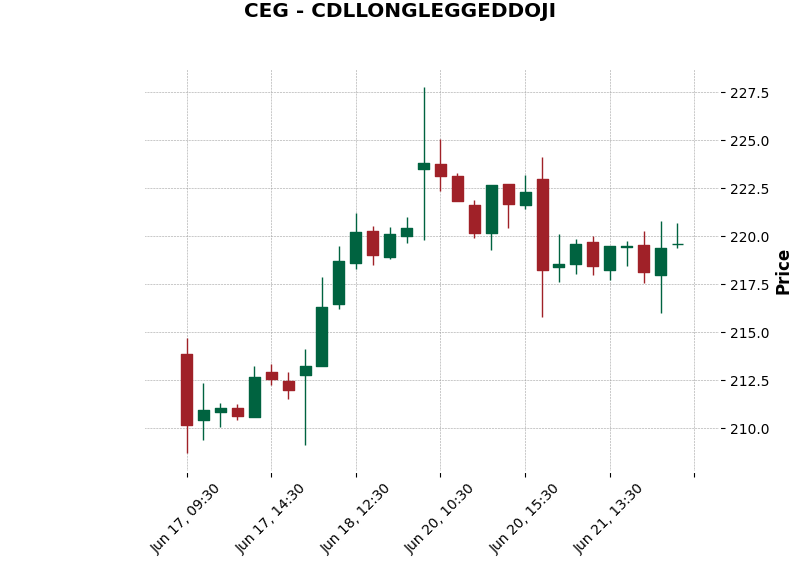 CEG - CDLLONGLEGGEDDOJI
227.5
225.0
222.5
220.0
217.5
215.0
212.5
210.0
Price
Jun 17, 09:30
Jun 17, 14:30
Jun 18, 12:30
Jun 20, 10:30
Jun 20, 15:30
Jun 21, 13:30